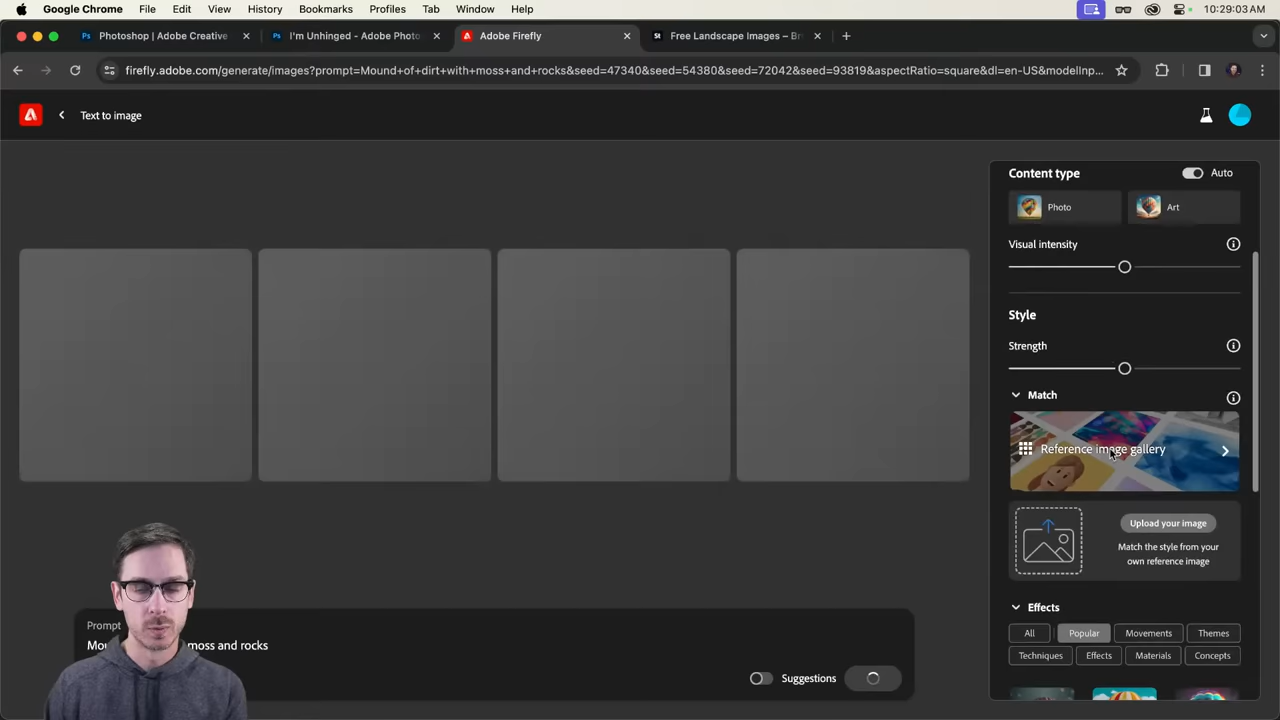 Google Chrome File Edit View History Bookmarks Profiles Tab Window Help 10:29:03 AM
Ps Photoshop | Adobe Creative Ps I'm Unhinged - Adobe Photo Adobe Firefly St Free Landscape Images – Br
firefly.adobe.com/generate/images?prompt=Mound+of+dirt+with+moss+and+rocks&seed=47340&seed=54380&seed=72042&seed=93819&aspectRatio=square&dl=en-US&modelInp...
Text to image
Content type Auto
Photo Art
Visual intensity
Style
Strength
Match
Reference image gallery
Upload your image
Match the style from your
own reference image
Effects
All Popular Movements Themes
Techniques Effects Materials Concepts
Prompt
Mou moss and rocks
Suggestions